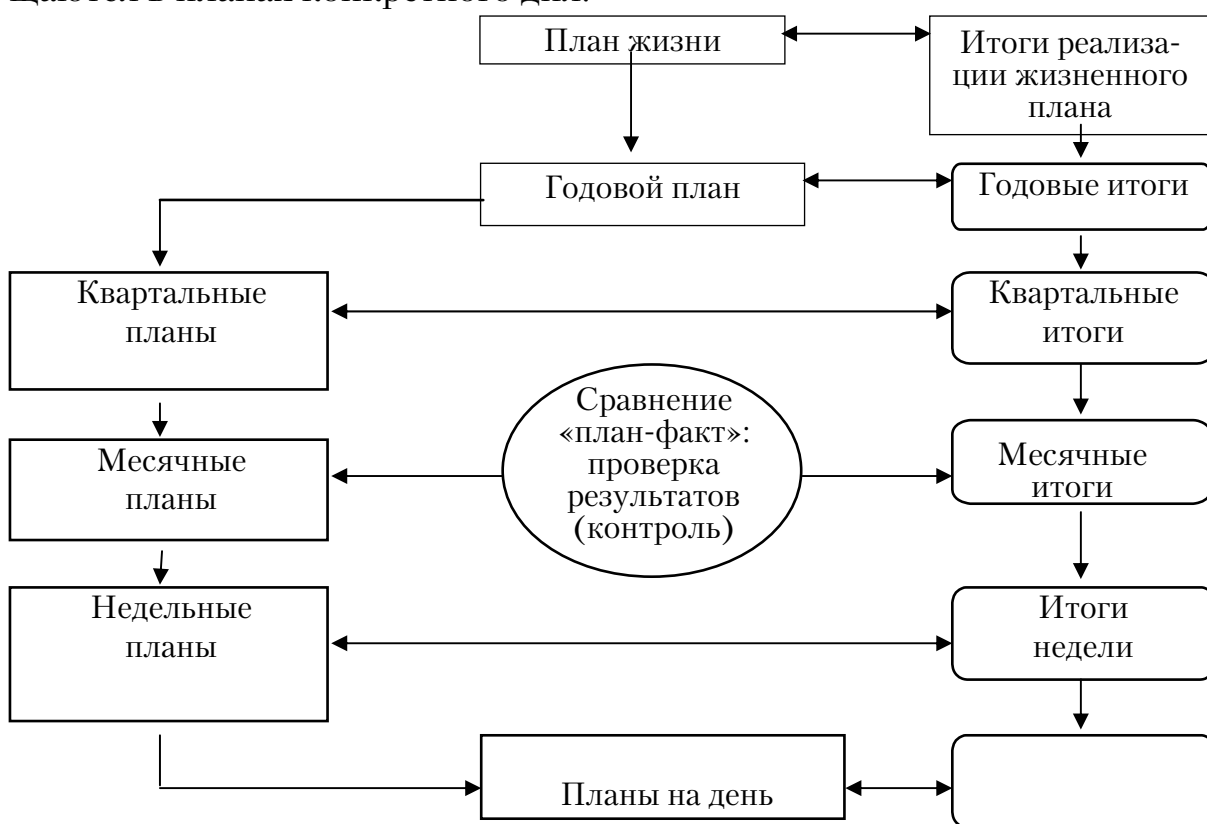 План жизни
Итоги реализа-
ции жизненного
плана
Годовой план
Годовые итоги
Квартальные
планы
Квартальные
итоги
Сравнение
«план-факт»:
проверка
результатов
(контроль)
Месячные
планы
Месячные
итоги
Недельные
планы
Итоги
недели
Планы на день